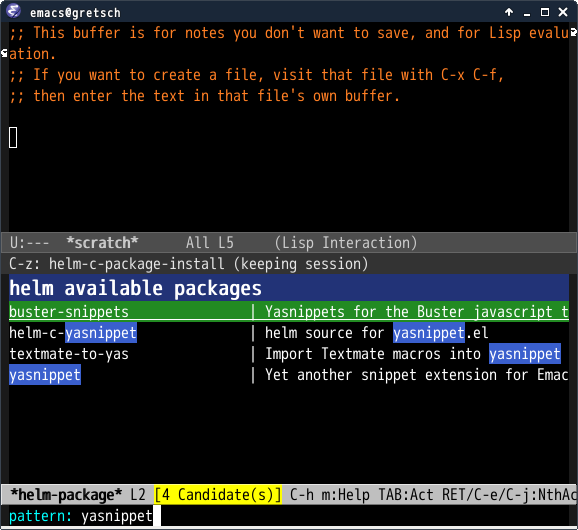 emacs@gretsch
;; This buffer is for notes you don't want to save, and for Lisp evalu
ation.
;; If you want to create a file, visit that file with C-x C-f,
;; then enter the text in that file's own buffer.
U:--- *scratch* All L5 (Lisp Interaction)
C-z: helm-c-package-install (keeping session)
helm available packages
buster-snippets | Yasnippets for the Buster javascript t
helm-c-yasnippet | helm source for yasnippet.el
textmate-to-yas | Import Textmate macros into yasnippet
yasnippet | Yet another snippet extension for Emac
*helm-package* L2 [4 Candidate(s)] C-h m:Help TAB:Act RET/C-e/C-j:NthAc
pattern: yasnippet